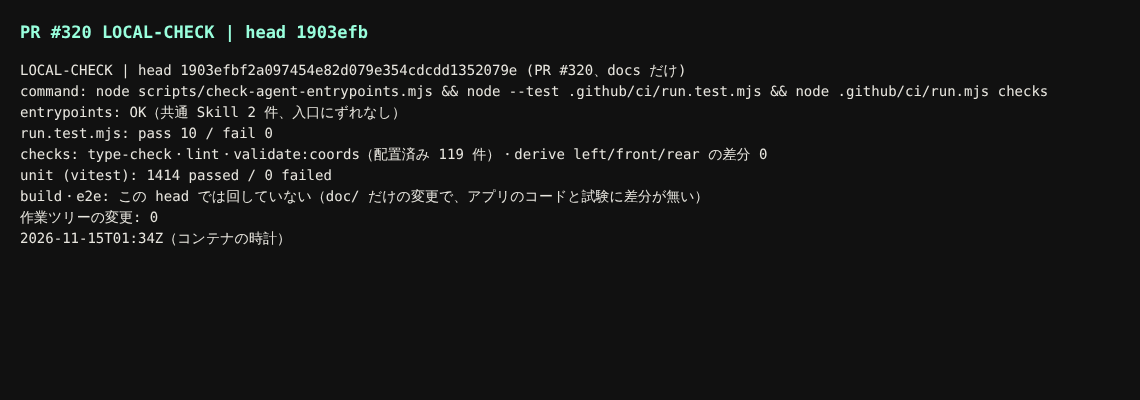 PR #320 LOCAL-CHECK | head 1903efb
LOCAL-CHECK | head 1903efbf2a097454e82d079e354cdcdd1352079e (PR #320、docs だけ)
command: node scripts/check-agent-entrypoints.mjs && node --test .github/ci/run.test.mjs && node .github/ci/run.mjs checks
entrypoints: OK（共通 Skill 2 件、入口にずれなし）
run.test.mjs: pass 10 / fail 0
checks: type-check・lint・validate:coords（配置済み 119 件）・derive left/front/rear の差分 0
unit (vitest): 1414 passed / 0 failed
build・e2e: この head では回していない（doc/ だけの変更で、アプリのコードと試験に差分が無い）
作業ツリーの変更: 0
2026-11-15T01:34Z（コンテナの時計）